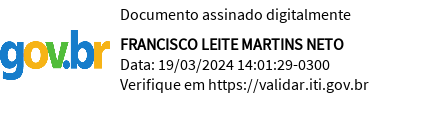 Documento assinado digitalmente
gov.br
FRANCISCO LEITE MARTINS NETO
Data: 19/03/2024 14:01:29-0300
Verifique em https://validar.iti.gov.br